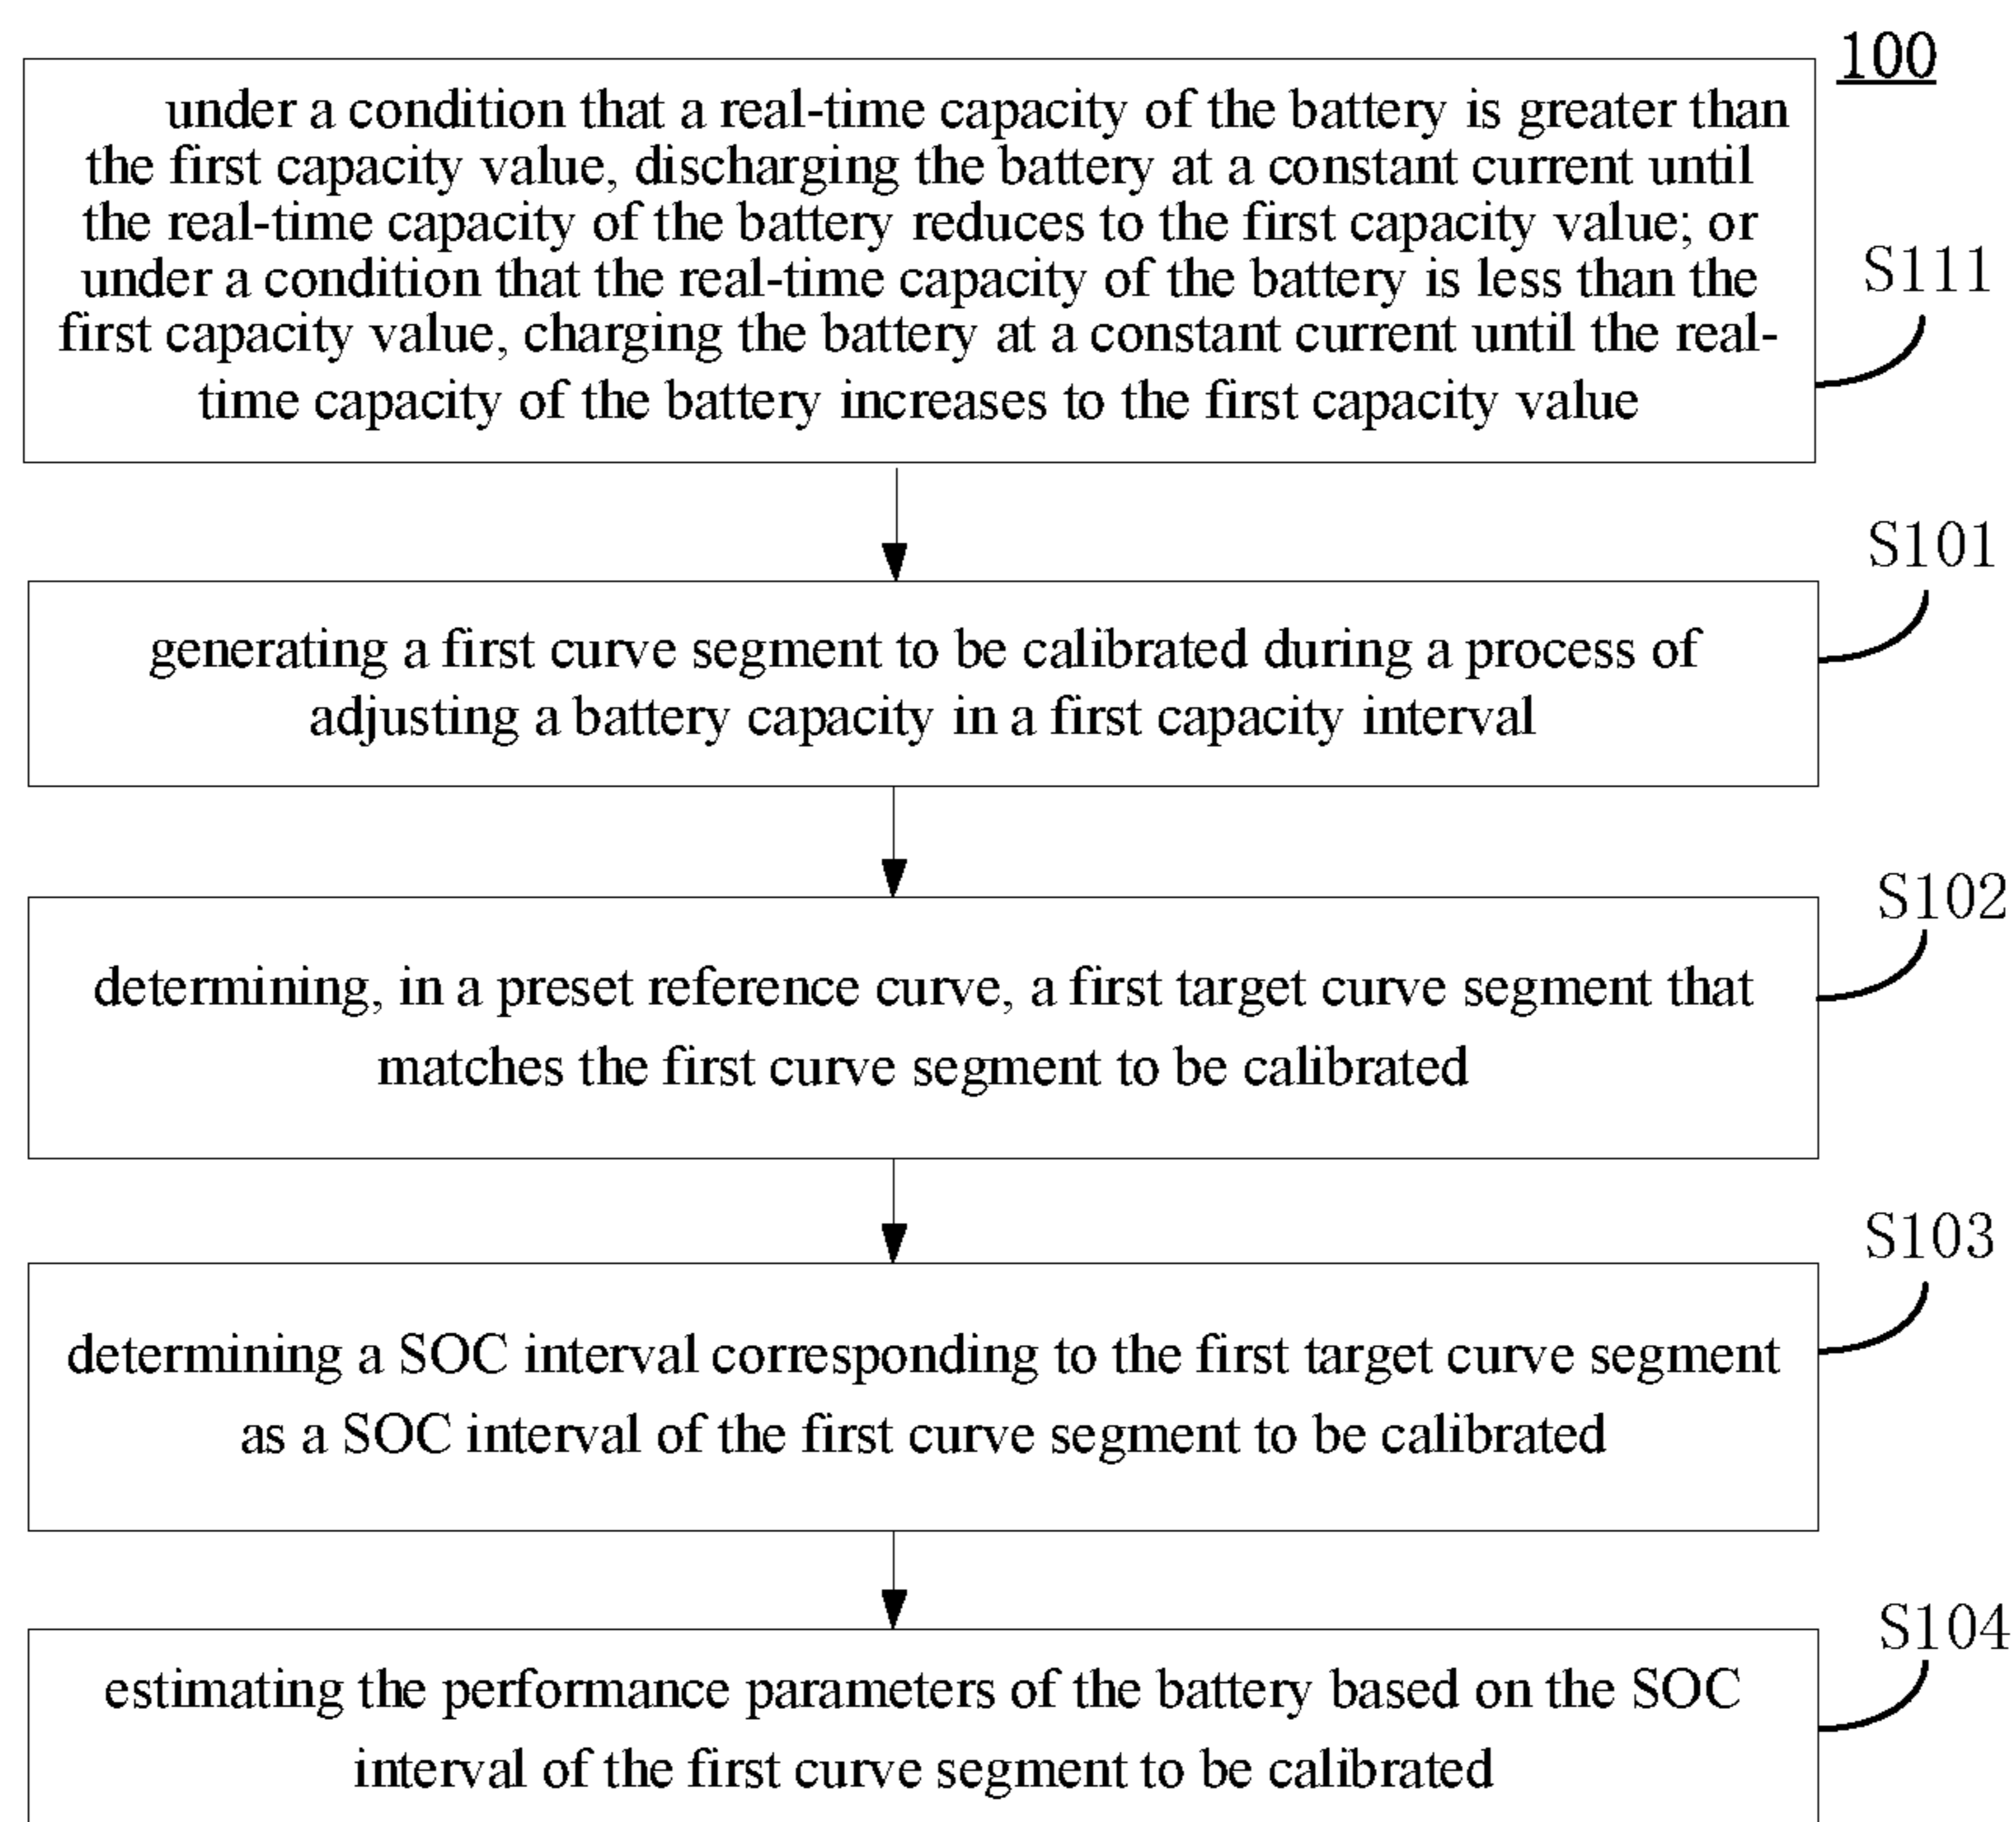 100
under a condition that a real-time capacity of the battery is greater than
the first capacity value, discharging the battery at a constant current until
the real-time capacity of the battery reduces to the first capacity value; or
under a condition that the real-time capacity of the battery is less than the
first capacity value, charging the battery at a constant current until the real-
time capacity of the battery increases to the first capacity value
S111
S101
generating a first curve segment to be calibrated during a process of
adjusting a battery capacity in a first capacity interval
S102
determining, in a preset reference curve, a first target curve segment that
matches the first curve segment to be calibrated
S103
determining a SOC interval corresponding to the first target curve segment
as a SOC interval of the first curve segment to be calibrated
S104
estimating the performance parameters of the battery based on the SOC
interval of the first curve segment to be calibrated